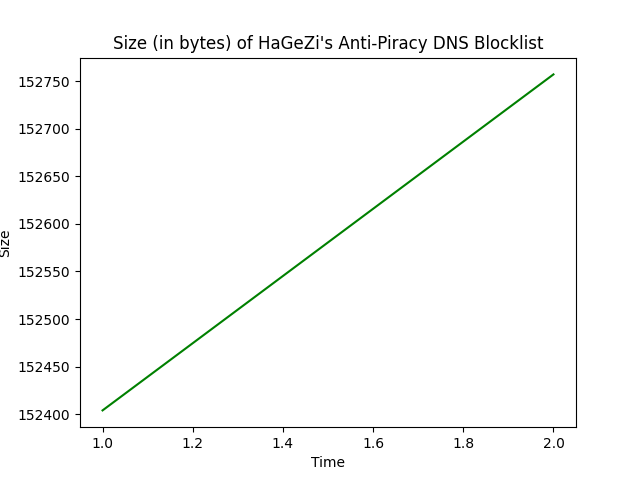 Size (in bytes) of HaGeZi's Anti-Piracy DNS Blocklist
152750
152700
152650
152600
152550
152500
152450
152400
Size
1.0 1.2 1.4 1.6 1.8 2.0
Time